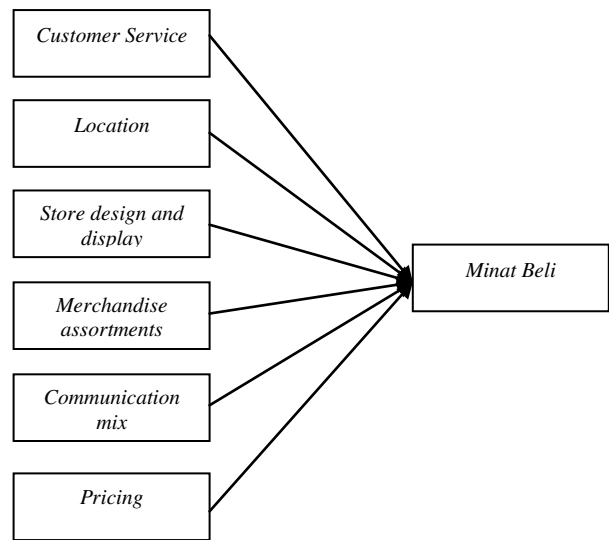 Customer Service
Location
Store design and
display
Merchandise
assortments
Communication
mix
Pricing
Minat Beli